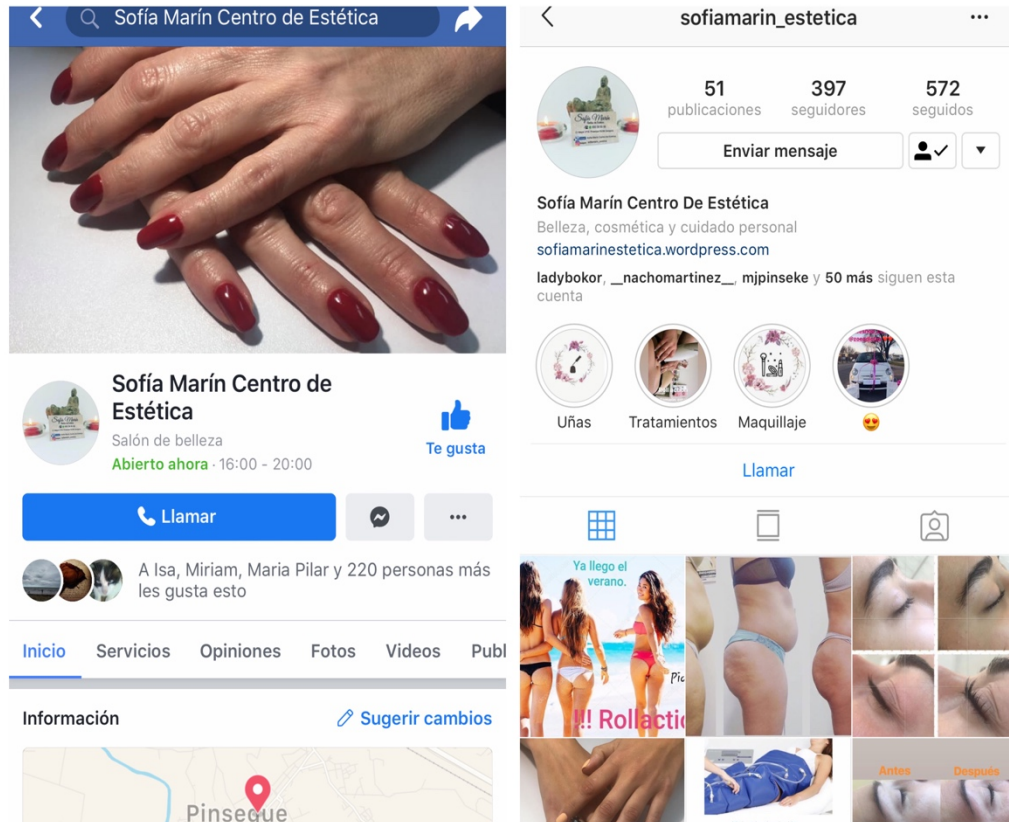 Sofía Marín Centro de Estética
Sofía Marín Centro de
Estética
Salón de belleza
Abierto ahora · 16:00 - 20:00
Te gusta
Llamar
A Isa, Miriam, Maria Pilar y 220 personas más
les gusta esto
Inicio Servicios Opiniones Fotos Videos Publ
Información
Sugerir cambios
Pinseque
sofiamarin_estetica
51 397 572
publicaciones seguidores seguidos
Enviar mensaje
Sofía Marín Centro De Estética
Belleza, cosmética y cuidado personal
sofiamarinestetica.wordpress.com
ladybokor, __nachomartinez__, mjpinseke y 50 más siguen esta
cuenta
Uñas Tratamientos Maquillaje
Llamar
Ya llego el
verano.
!!! Rollactio
Antes Después